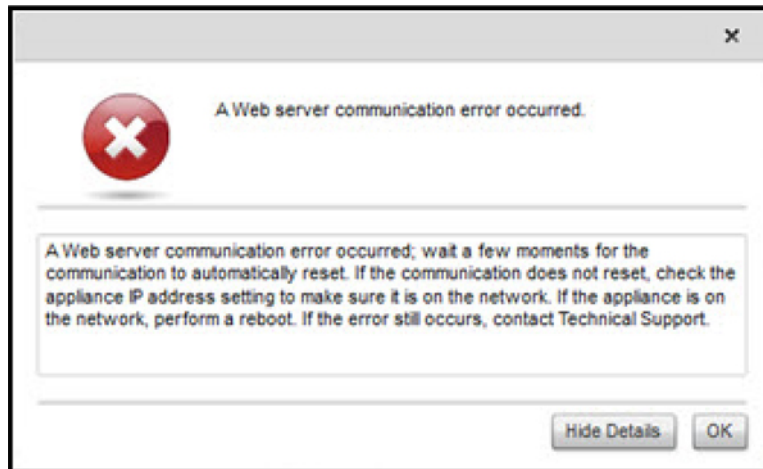 A Web server communication error occurred.
A Web server communication error occurred; wait a few moments for the
communication to automatically reset. If the communication does not reset, check the
appliance IP address setting to make sure it is on the network. If the appliance is on
the network, perform a reboot. If the error still occurs, contact Technical Support.
Hide Details
OK